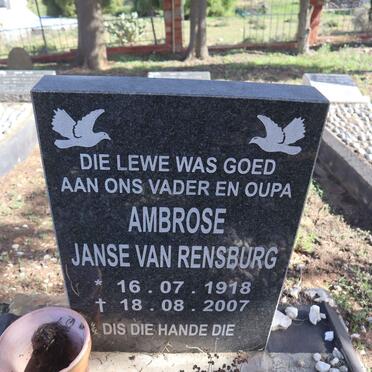 DIE LEWE WAS GOED
AAN ONS VADER EN OUPA
AMBROSE
JANSE VAN RENSBURG
* 16 . 07 . 1918
† 18 . 08 . 2007
DIS DIE HANDE DIE